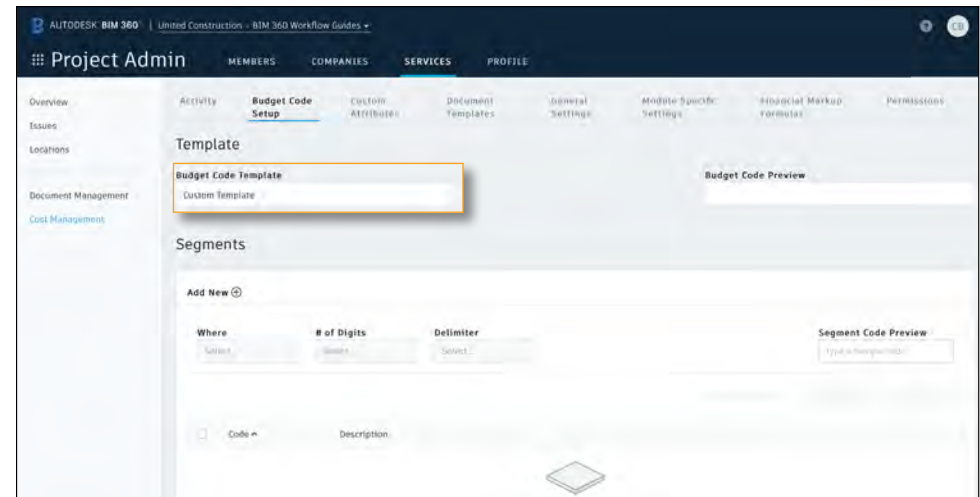 AUTODESK BIM 360 | United Construction - BIM 360 Workflow Guides
CB
Project Admin MEMBERS COMPANIES SERVICES PROFILE
Overview
Issues
Locations
Document Management
Cost Management
Activity Budget Code Setup Custom Attributes Document Templates General Settings Module Specific Settings Financial Markup Formulas Permissions
Template
Budget Code Template Budget Code Preview
Custom Template
Segments
Add New
Where # of Digits Delimiter Segment Code Preview
Select... Select... Select...
Code Description